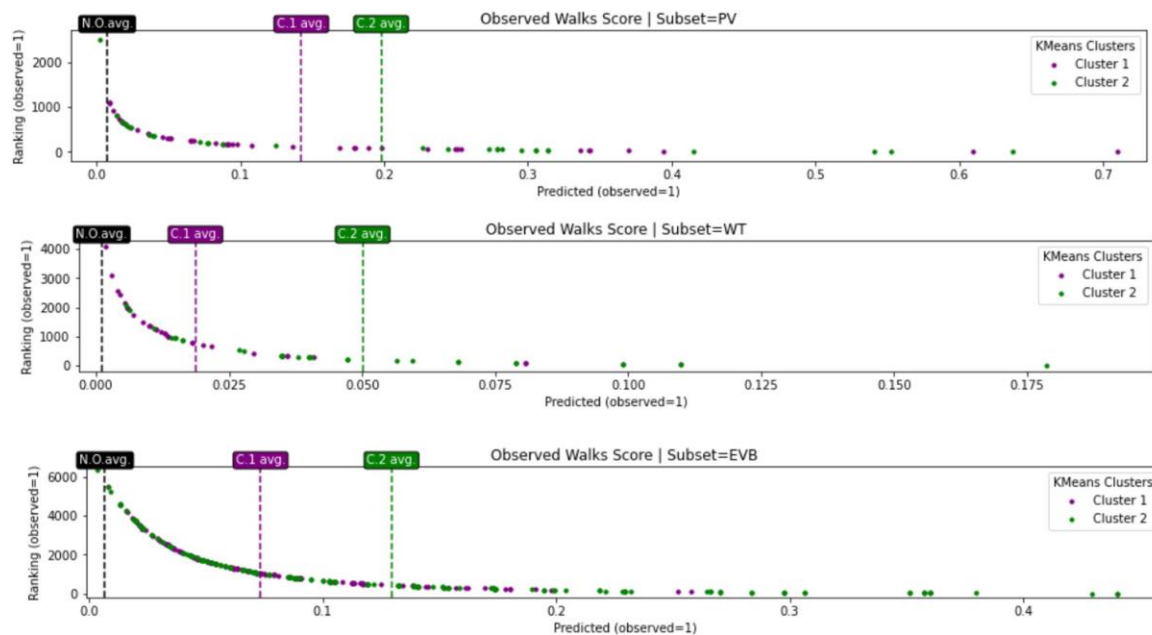 Observed Walks Score | Subset=PV
N.O.avg.
C.1 avg.
C.2 avg.
Ranking (observed=1)
2000
1000
0
KMeans Clusters
Cluster 1
Cluster 2
0.0 0.1 0.2 0.3 0.4 0.5 0.6 0.7
Predicted (observed=1)
Observed Walks Score | Subset=WT
N.O.avg.
C.1 avg.
C.2 avg.
Ranking (observed=1)
4000
3000
2000
1000
0
KMeans Clusters
Cluster 1
Cluster 2
0.000 0.025 0.050 0.075 0.100 0.125 0.150 0.175
Predicted (observed=1)
Observed Walks Score | Subset=EVB
N.O.avg.
C.1 avg.
C.2 avg.
Ranking (observed=1)
6000
4000
2000
0
KMeans Clusters
Cluster 1
Cluster 2
0.0 0.1 0.2 0.3 0.4
Predicted (observed=1)